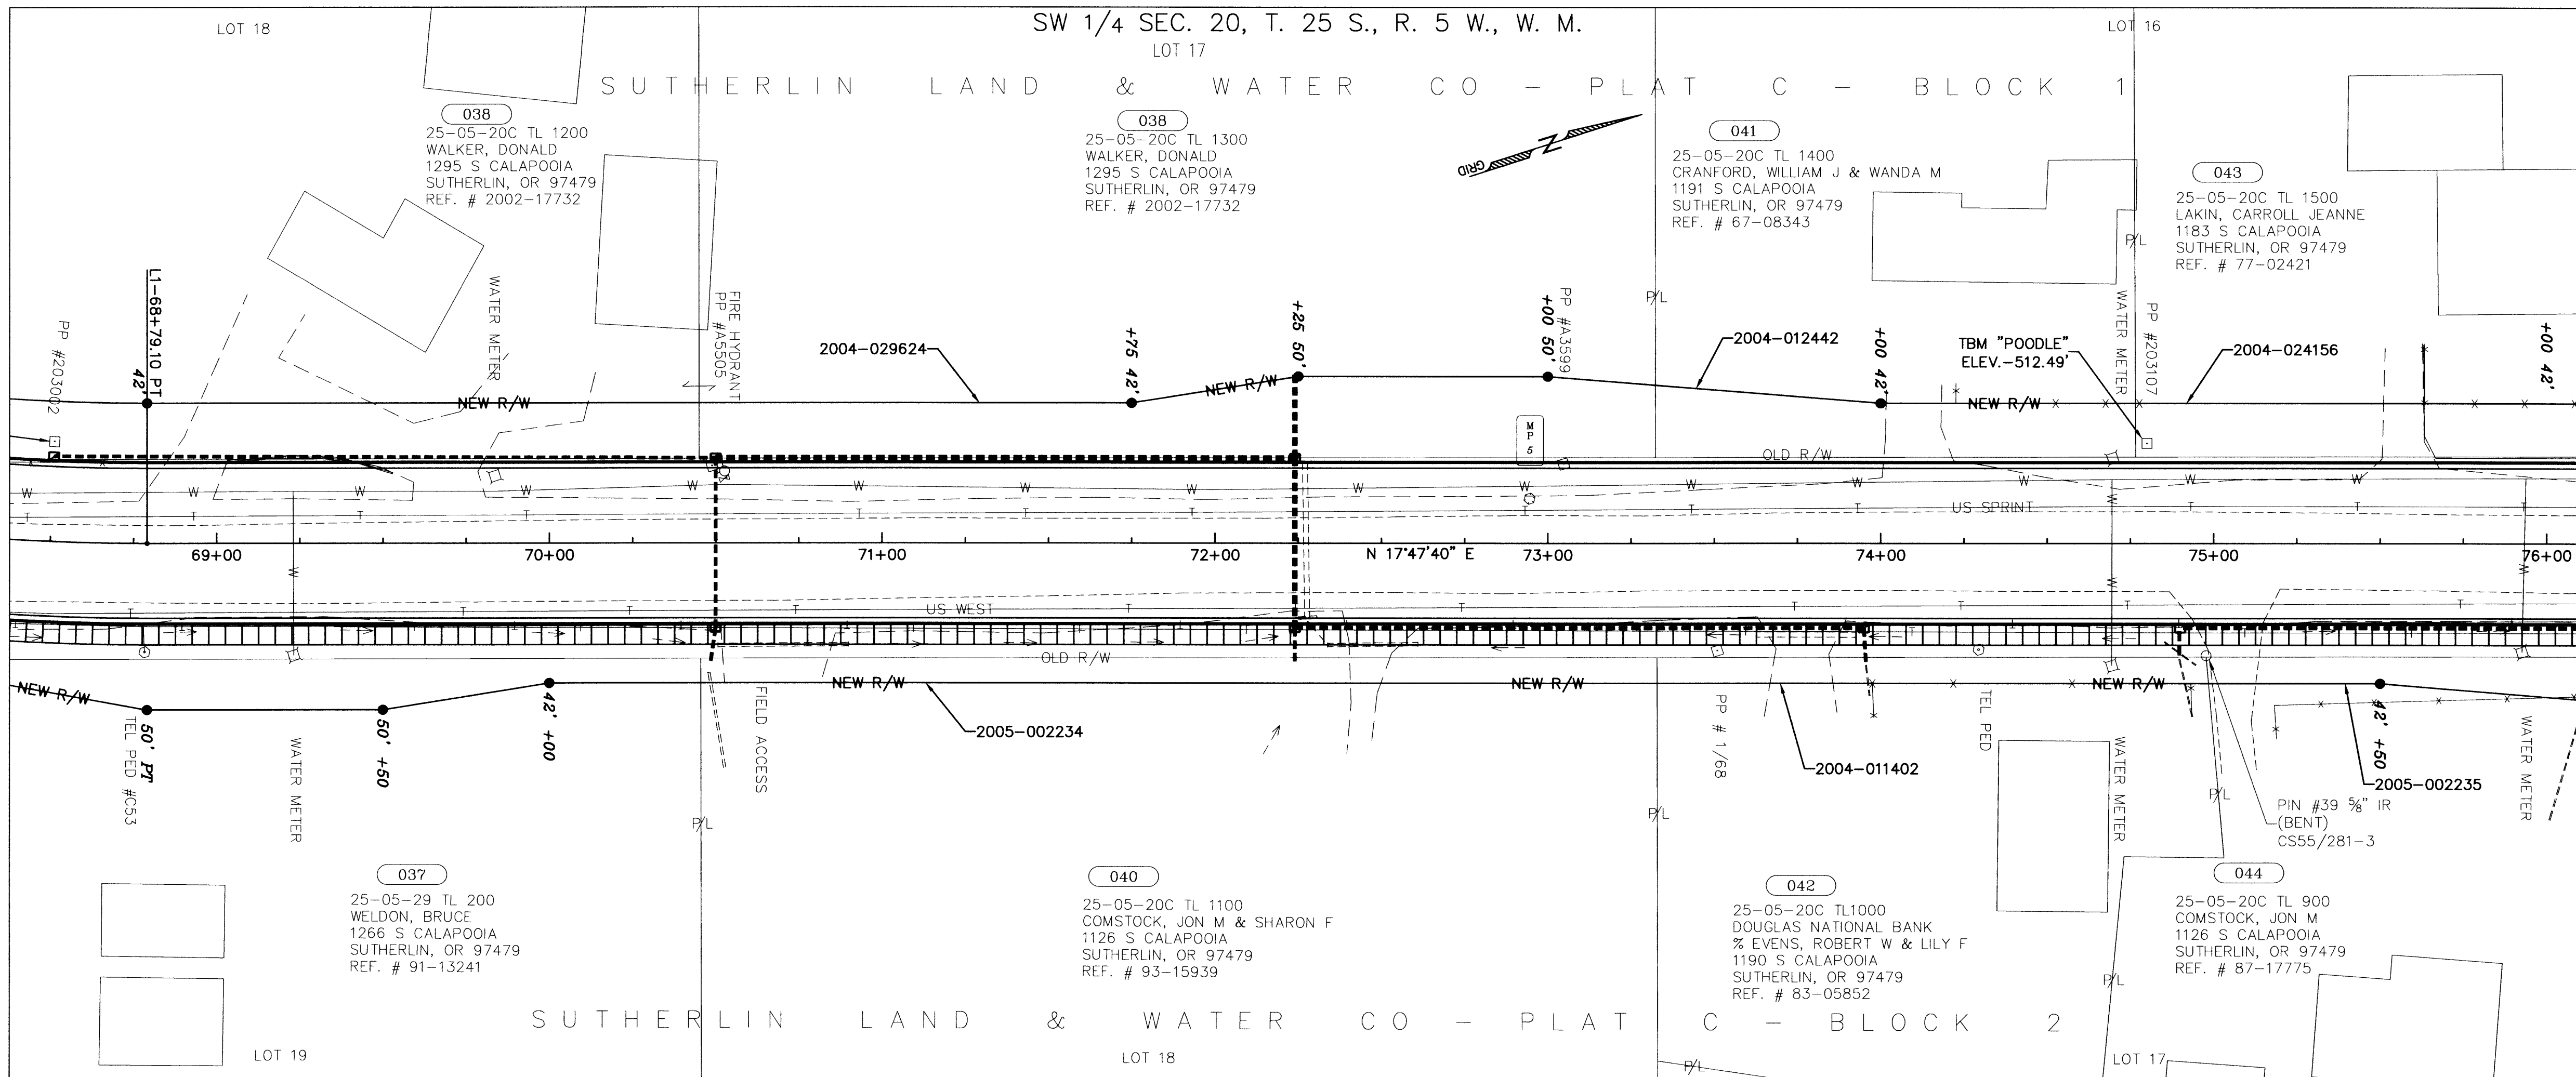 SW 1/4 SEC. 20, T. 25 S., R. 5 W., W. M.
LOT 18
LOT 17
LOT 16
SUTHERLIN LAND & WATER CO - PLAT C - BLOCK 1
038
25-05-20C TL 1200
WALKER, DONALD
1295 S CALAPOOIA
SUTHERLIN, OR 97479
REF. # 2002-17732
038
25-05-20C TL 1300
WALKER, DONALD
1295 S CALAPOOIA
SUTHERLIN, OR 97479
REF. # 2002-17732
GRID
N
041
25-05-20C TL 1400
CRANFORD, WILLIAM J & WANDA M
1191 S CALAPOOIA
SUTHERLIN, OR 97479
REF. # 67-08343
043
25-05-20C TL 1500
LAKIN, CARROLL JEANNE
1183 S CALAPOOIA
SUTHERLIN, OR 97479
REF. # 77-02421
P/L
P/L
PP #203002
L1-68+79.10 PT
42'
WATER METER
FIRE HYDRANT
PP #A5505
2004-029624
+75 42'
+25 50'
+00 50'
PP #A3599
2004-012442
+00 42'
TBM "POODLE"
ELEV.-512.49'
WATER METER
PP #203107
2004-024156
+00 42'
NEW R/W
NEW R/W
NEW R/W
MP 5
OLD R/W
W W W W W W W W W W W W W W W
T T T T T T T T T T T
US SPRINT
69+00
70+00
71+00
72+00
N 17°47'40" E
73+00
74+00
75+00
76+00
W
W
W
W
T T T T T T T T T
US WEST
OLD R/W
NEW R/W
NEW R/W
NEW R/W
NEW R/W
50' PT
TEL PED #C53
WATER METER
50' +50
42' +00
FIELD ACCESS
2005-002234
PP # 1/68
2004-011402
TEL PED
WATER METER
42' +50
2005-002235
WATER METER
PIN #39 ⅝" IR
(BENT)
CS55/281-3
P/L
P/L
P/L
037
25-05-29 TL 200
WELDON, BRUCE
1266 S CALAPOOIA
SUTHERLIN, OR 97479
REF. # 91-13241
040
25-05-20C TL 1100
COMSTOCK, JON M & SHARON F
1126 S CALAPOOIA
SUTHERLIN, OR 97479
REF. # 93-15939
042
25-05-20C TL1000
DOUGLAS NATIONAL BANK
% EVENS, ROBERT W & LILY F
1190 S CALAPOOIA
SUTHERLIN, OR 97479
REF. # 83-05852
044
25-05-20C TL 900
COMSTOCK, JON M
1126 S CALAPOOIA
SUTHERLIN, OR 97479
REF. # 87-17775
P/L
SUTHERLIN LAND & WATER CO - PLAT C - BLOCK 2
LOT 19
LOT 18
P/L
LOT 17